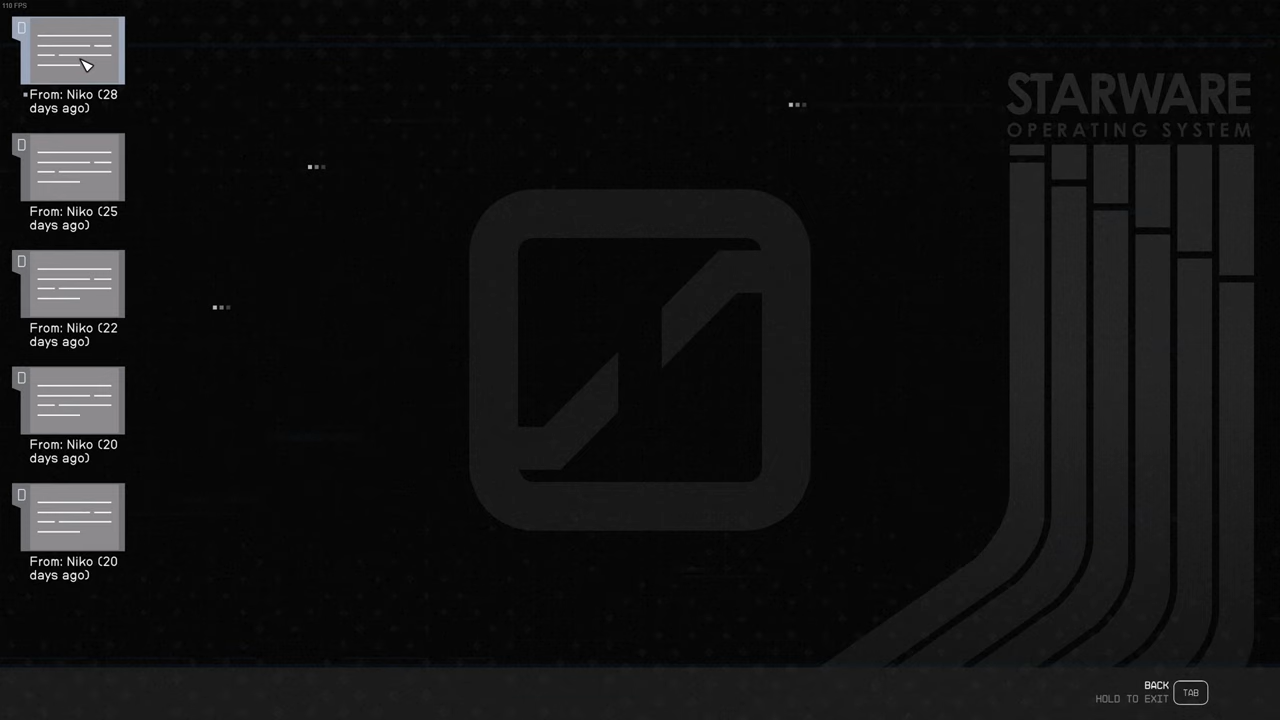 110 FPS
From: Niko (28
days ago)
From: Niko (25
days ago)
From: Niko (22
days ago)
From: Niko (20
days ago)
From: Niko (20
days ago)
STARWARE
OPERATING SYSTEM
BACK
HOLD TO EXIT
TAB